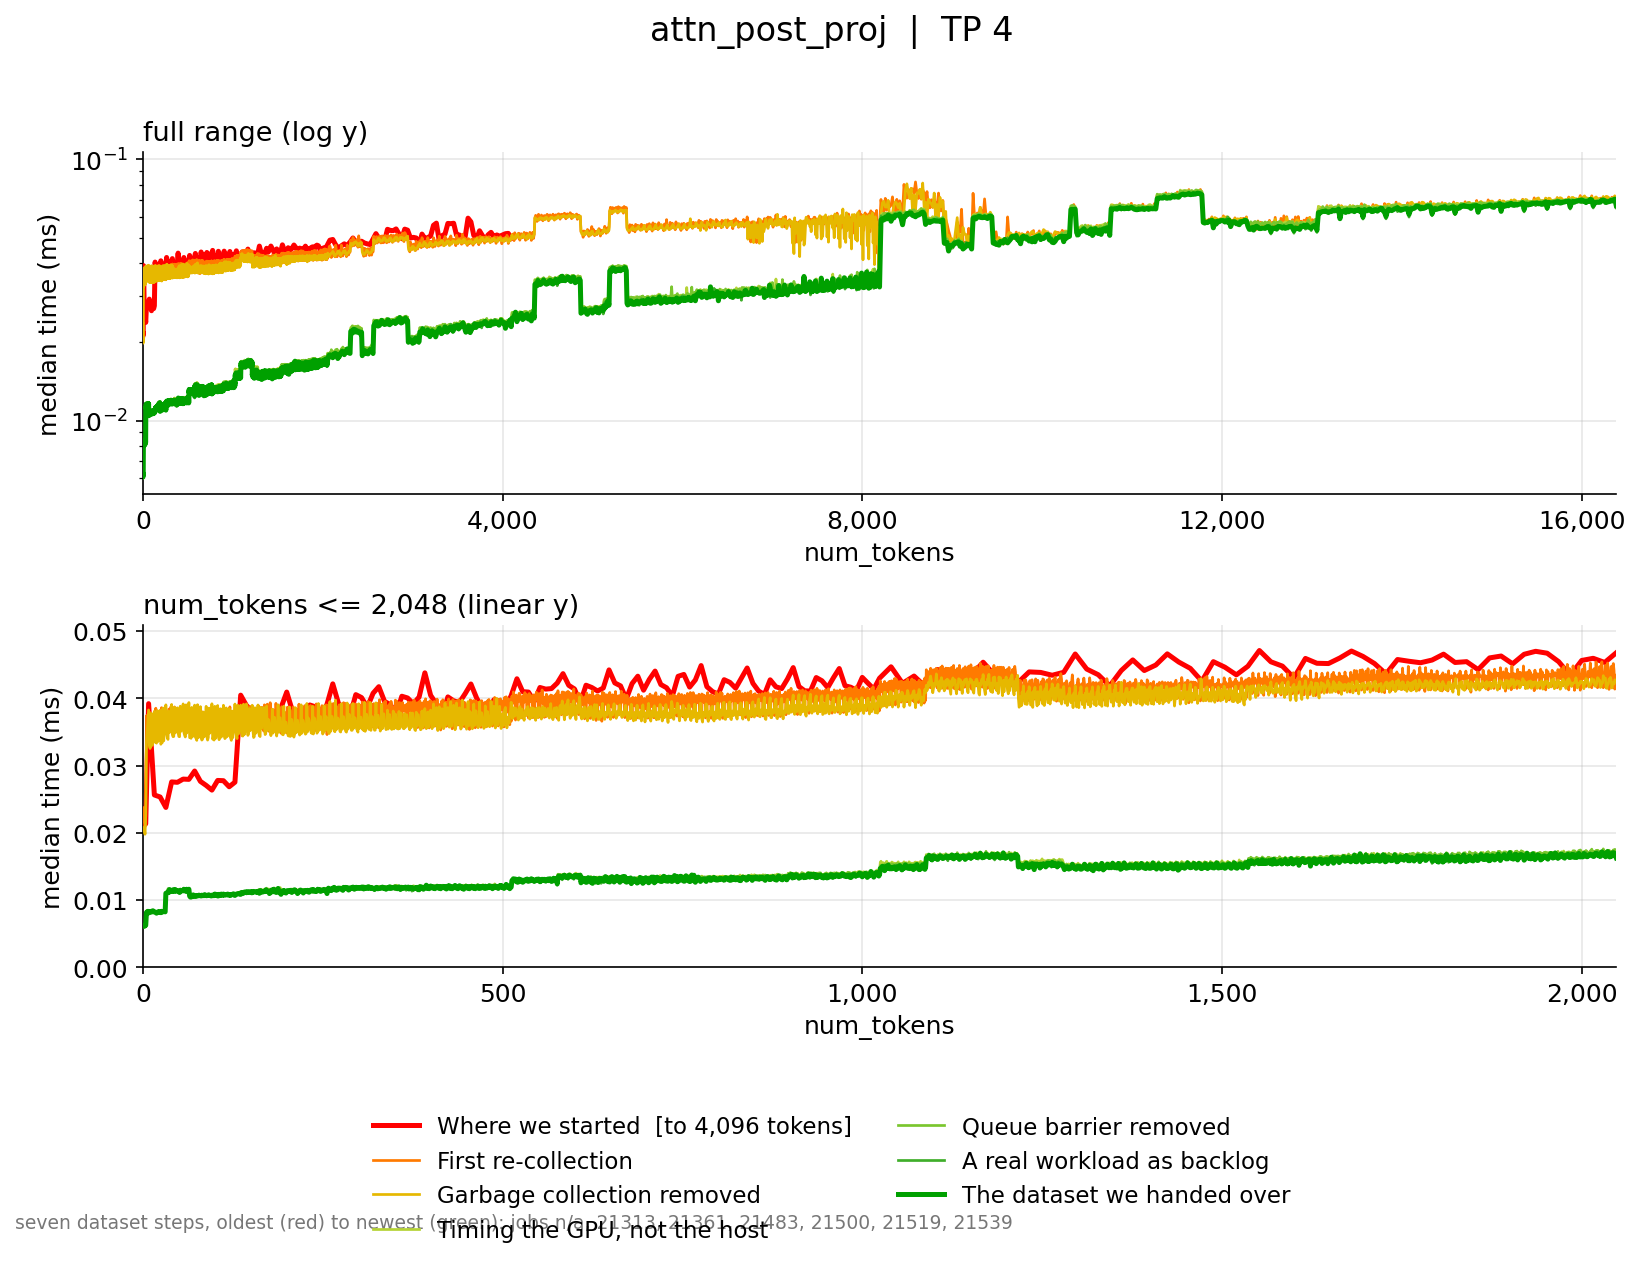 attn_post_proj | TP 4
full range (log y)
10⁻¹
10⁻²
median time (ms)
0 4,000 8,000 12,000 16,000
num_tokens
num_tokens <= 2,048 (linear y)
0.05
0.04
0.03
0.02
0.01
0.00
median time (ms)
0 500 1,000 1,500 2,000
num_tokens
Where we started [to 4,096 tokens]
First re-collection
Garbage collection removed
Timing the GPU, not the host
Queue barrier removed
A real workload as backlog
The dataset we handed over
seven dataset steps, oldest (red) to newest (green); jobs n/a, 21313, 21361, 21483, 21500, 21519, 21539